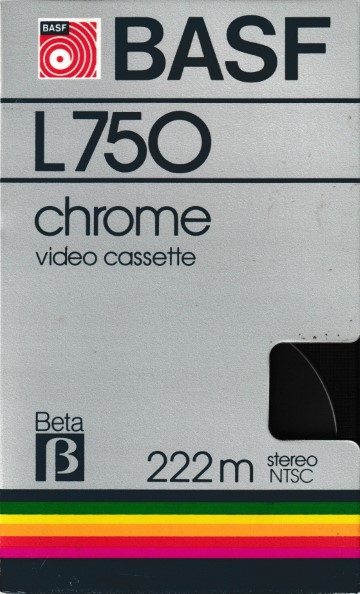 BASF
BASF
L750
chrome
video cassette
Beta
β
222m
stereo
NTSC